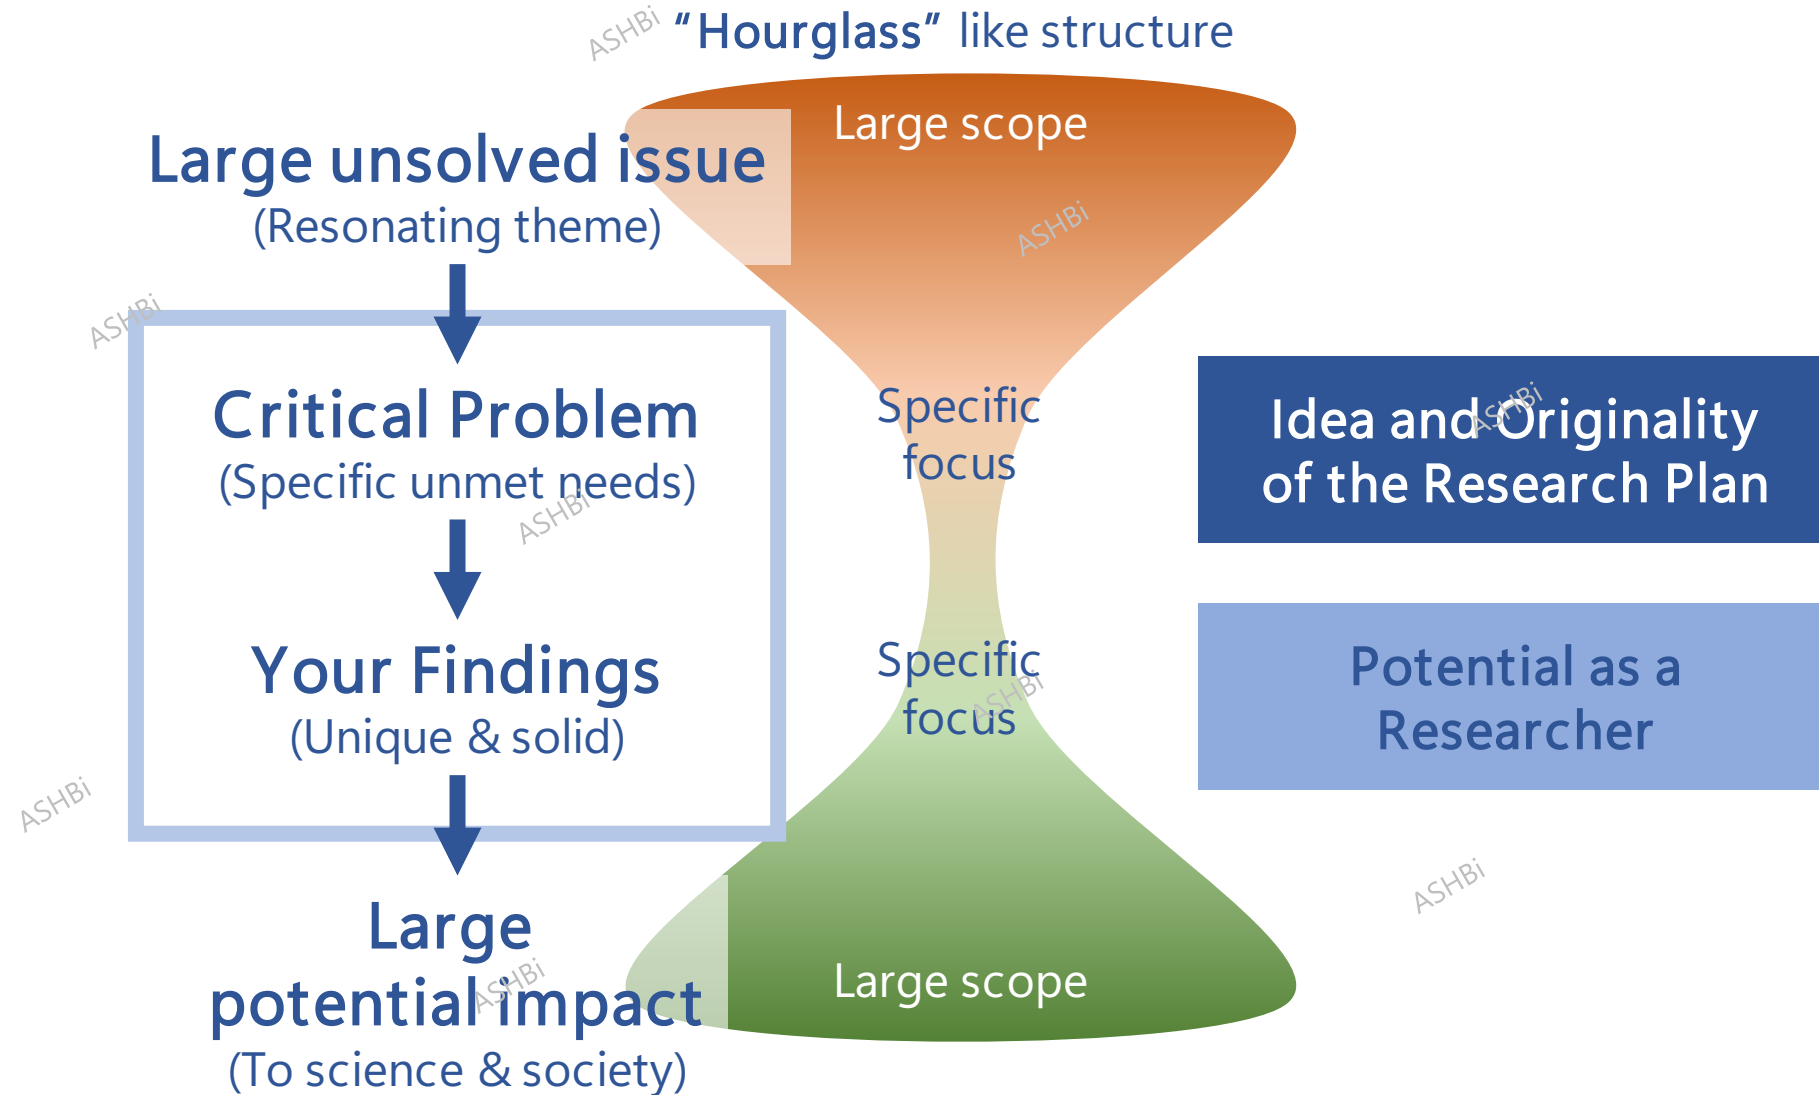 “Hourglass” like structure
Large scope
Large unsolved issue
(Resonating theme)
Critical Problem
(Specific unmet needs)
Specific
focus
Idea and Originality
of the Research Plan
Your Findings
(Unique & solid)
Specific
focus
Potential as a
Researcher
Large
potential impact
(To science & society)
Large scope
ASHBi
ASHBi
ASHBi
ASHBi
ASHBi
ASHBi
ASHBi
ASHBi
ASHBi